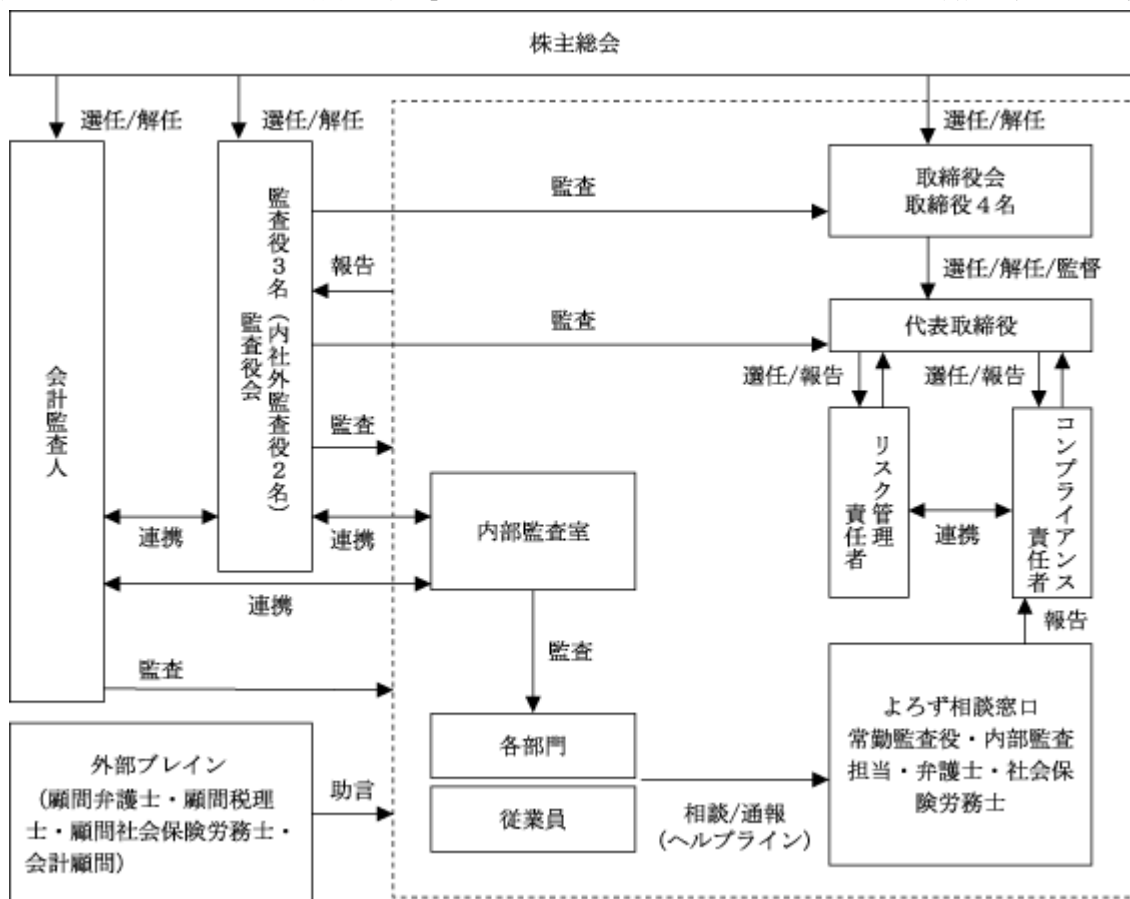 株主総会
選任/解任
選任/解任
選任/解任
会計監査人
監査役3名（内社外監査役2名）
監査役会
監査
取締役会
取締役4名
報告
選任/解任/監督
監査
代表取締役
選任/報告
選任/報告
監査
リスク管理
責任者
連携
コンプライアンス
責任者
連携
連携
内部監査室
連携
報告
監査
監査
よろず相談窓口
常勤監査役・内部監査
担当・弁護士・社会保
険労務士
各部門
従業員
相談/通報
(ヘルプライン)
外部ブレイン
（顧問弁護士・顧問税理
士・顧問社会保険労務士・
会計顧問）
助言